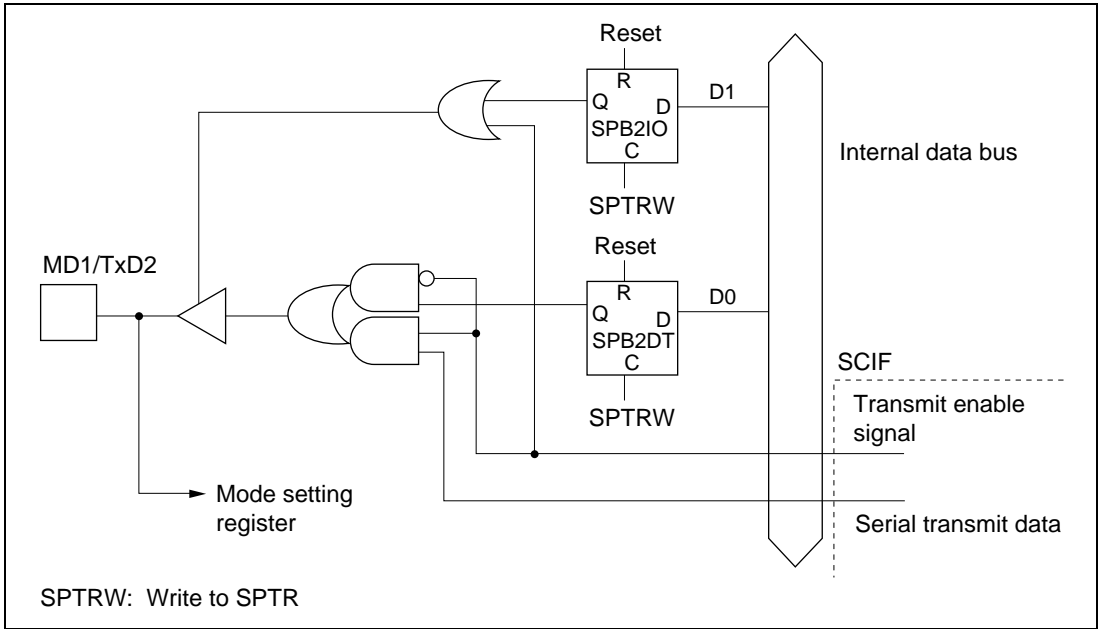 Reset
R
Q
D
D1
SPB2IO
C
SPTRW
Internal data bus
Reset
MD1/TxD2
R
Q
D
D0
SPB2DT
C
SPTRW
SCIF
Transmit enable
signal
Mode setting
register
Serial transmit data
SPTRW: Write to SPTR